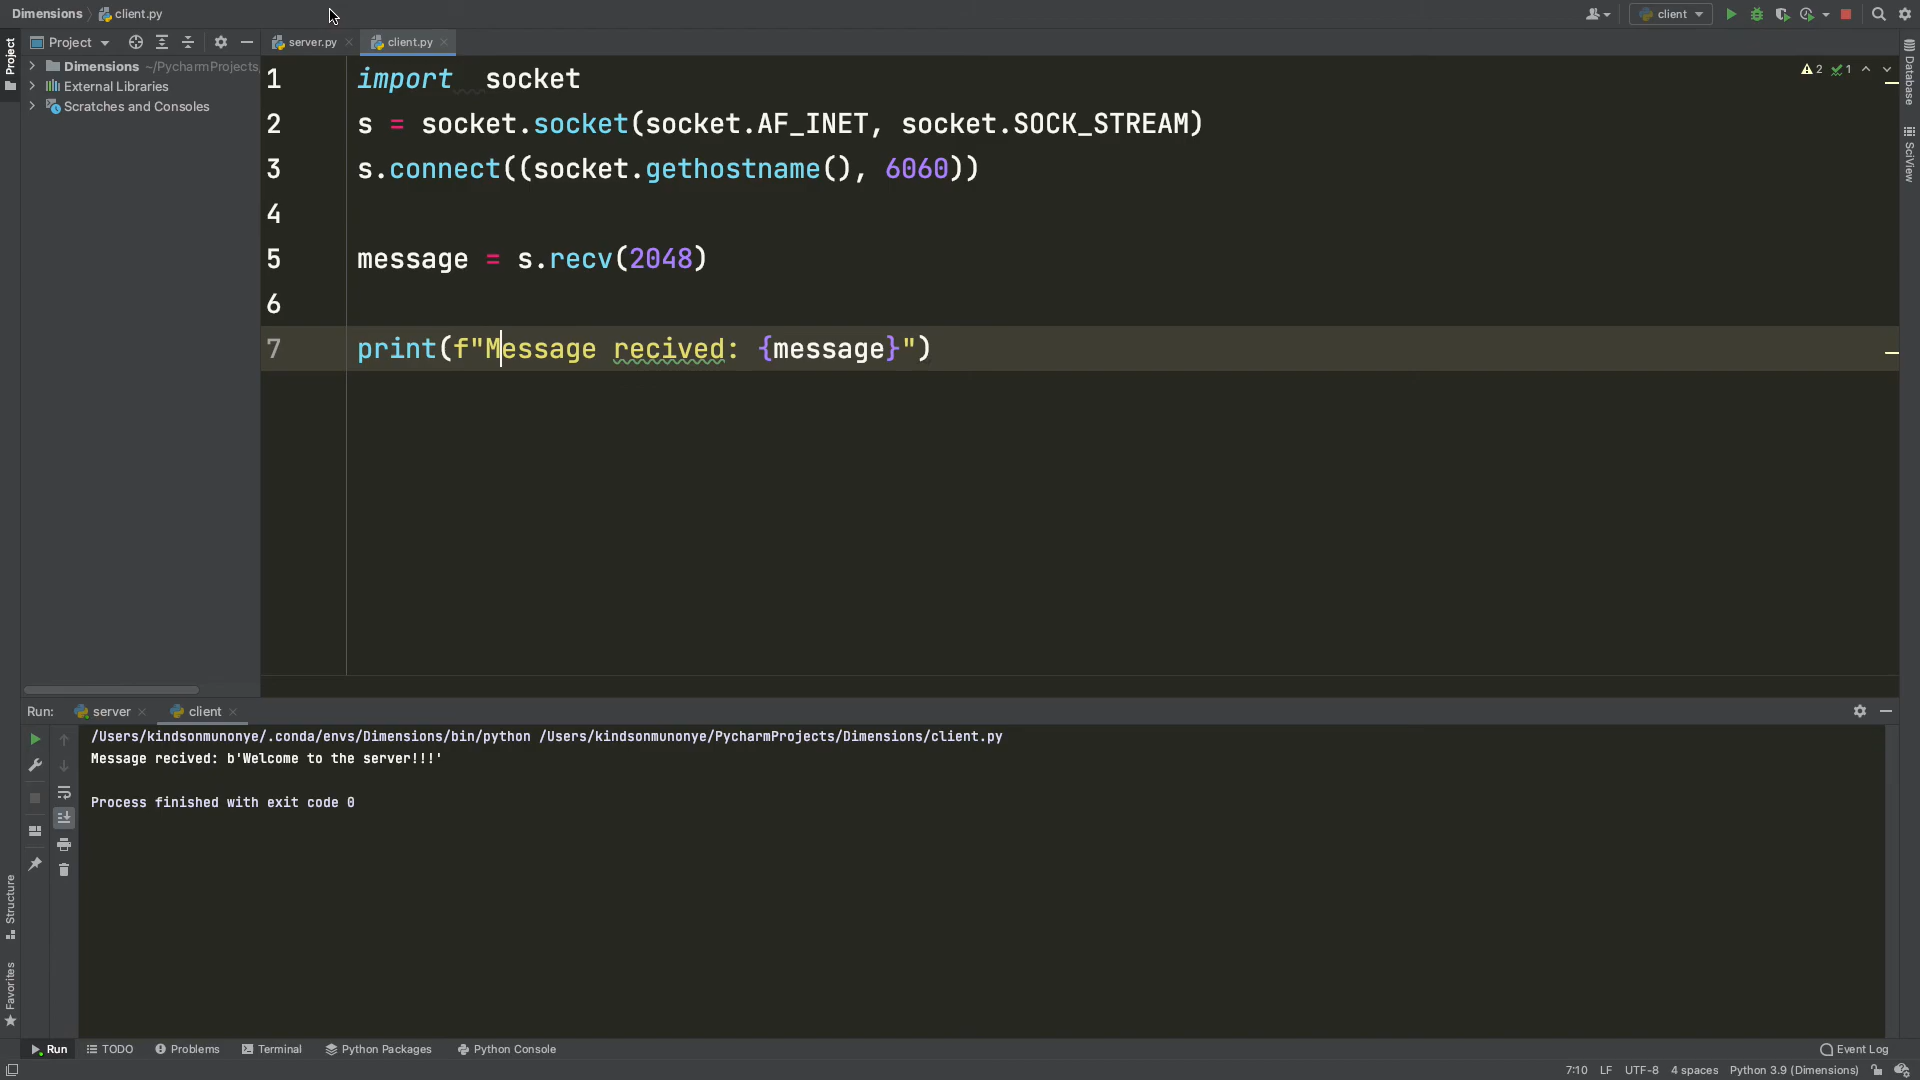 Dimensions client.py
client
Project
server.py client.py
Dimensions ~/PycharmProjects
External Libraries
Scratches and Consoles
Project
Database
SciView
2 1
1 import  socket
2 s = socket.socket(socket.AF_INET, socket.SOCK_STREAM)
3 s.connect((socket.gethostname(), 6060))
4
5 message = s.recv(2048)
6
7 print(f"Message recived: {message}")
Run: server client
/Users/kindsonmunonye/.conda/envs/Dimensions/bin/python /Users/kindsonmunonye/PycharmProjects/Dimensions/client.py
Message recived: b'Welcome to the server!!!'
Process finished with exit code 0
Structure
Favorites
Run TODO Problems Terminal Python Packages Python Console Event Log
7:10 LF UTF-8 4 spaces Python 3.9 (Dimensions)